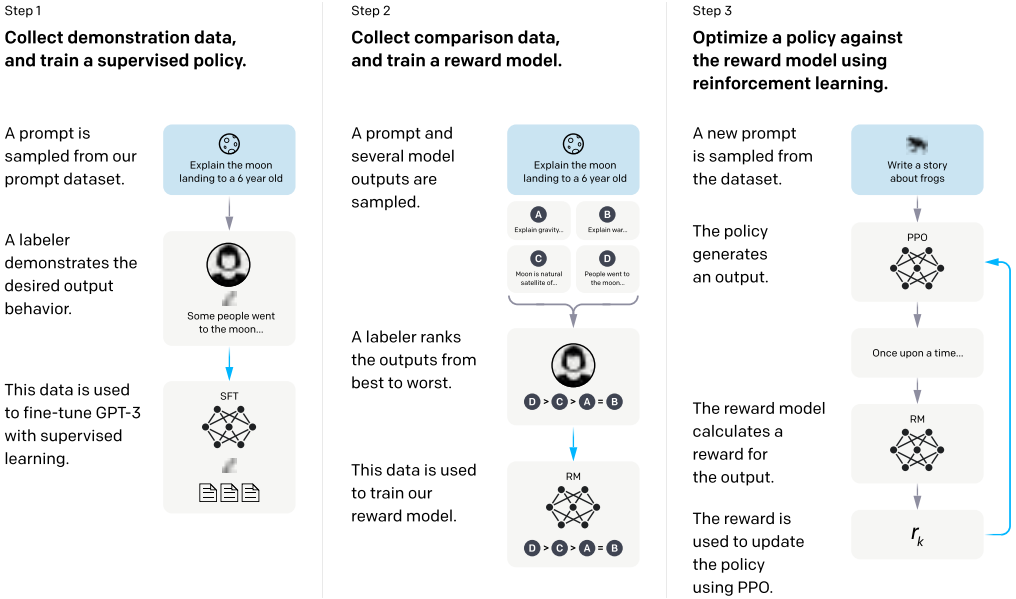 Step 1
Collect demonstration data,
and train a supervised policy.
A prompt is
sampled from our
prompt dataset.
Explain the moon
landing to a 6 year old
A labeler
demonstrates the
desired output
behavior.
Some people went
to the moon...
This data is used
to fine-tune GPT-3
with supervised
learning.
SFT
Step 2
Collect comparison data,
and train a reward model.
A prompt and
several model
outputs are
sampled.
Explain the moon
landing to a 6 year old
A
Explain gravity...
B
Explain war...
C
Moon is natural
satellite of...
D
People went to
the moon...
A labeler ranks
the outputs from
best to worst.
D > C > A = B
This data is used
to train our
reward model.
RM
D > C > A = B
Step 3
Optimize a policy against
the reward model using
reinforcement learning.
A new prompt
is sampled from
the dataset.
Write a story
about frogs
The policy
generates
an output.
PPO
Once upon a time...
The reward model
calculates a
reward for
the output.
RM
The reward is
used to update
the policy
using PPO.
rₖ